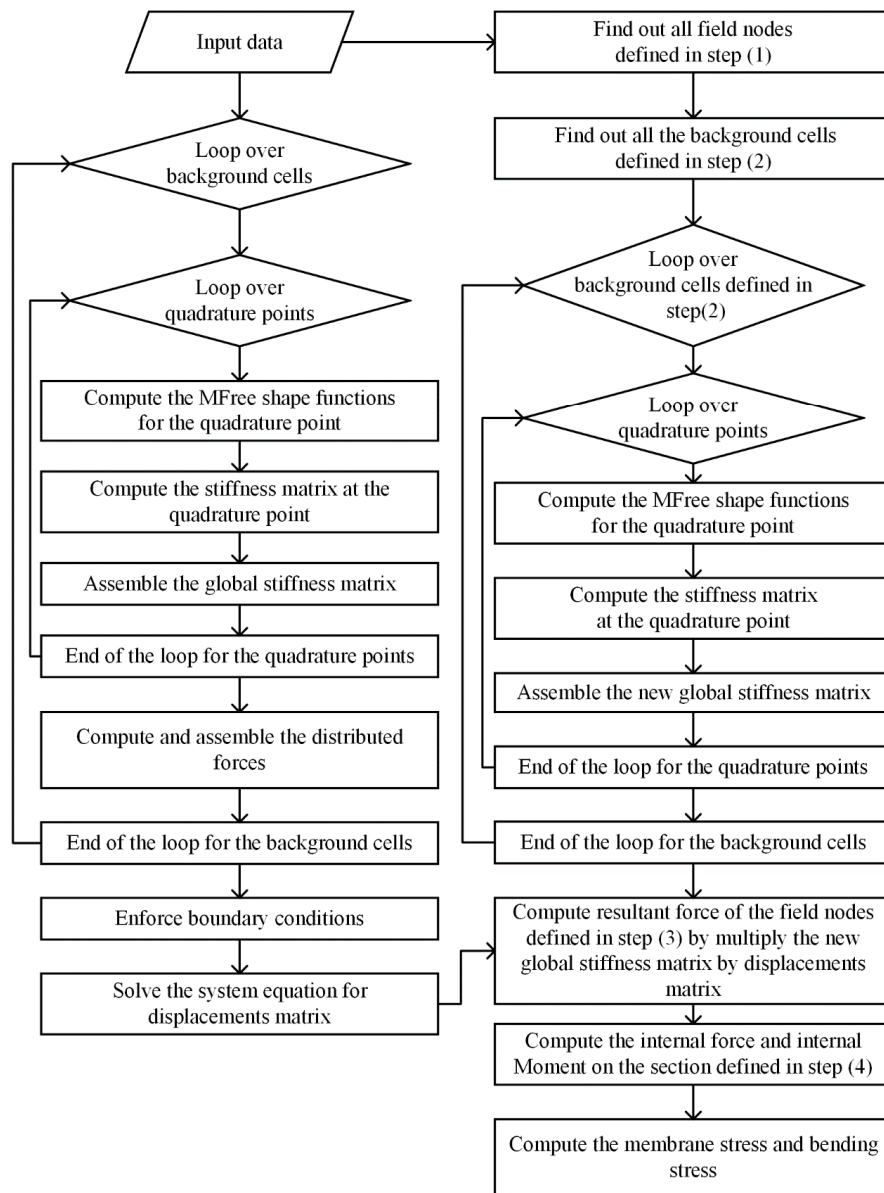 Input data
Loop over
background cells
Loop over
quadrature points
Compute the MFree shape functions
for the quadrature point
Compute the stiffness matrix at the
quadrature point
Assemble the global stiffness matrix
End of the loop for the quadrature points
Compute and assemble the distributed
forces
End of the loop for the background cells
Enforce boundary conditions
Solve the system equation for
displacements matrix
Find out all field nodes
defined in step (1)
Find out all the background cells
defined in step (2)
Loop over
background cells defined in
step(2)
Loop over
quadrature points
Compute the MFree shape functions
for the quadrature point
Compute the stiffness matrix
at the quadrature point
Assemble the new global stiffness matrix
End of the loop for the quadrature points
End of the loop for the background cells
Compute resultant force of the field nodes
defined in step (3) by multiply the new
global stiffness matrix by displacements
matrix
Compute the internal force and internal
Moment on the section defined in step (4)
Compute the membrane stress and bending
stress